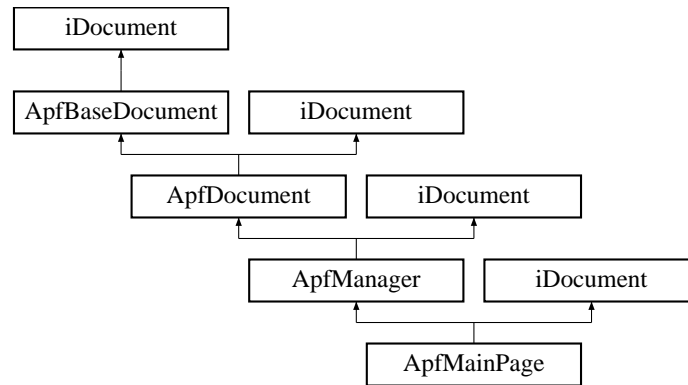 iDocument
ApfBaseDocument
iDocument
ApfDocument
iDocument
ApfManager
iDocument
ApfMainPage